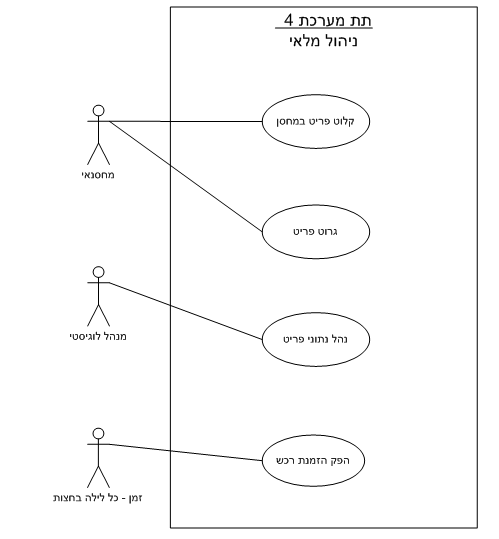 תת מערכת 4
ניהול מלאי
קלוט פריט במחסן
מחסנאי
גרוט פריט
מנהל לוגיסטי
נהל נתוני פריט
הפק הזמנת רכש
זמן - כל לילה בחצות